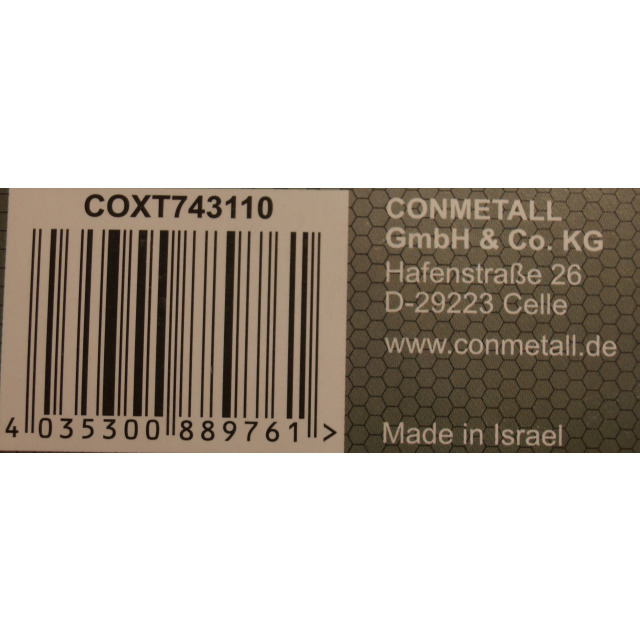 COXT743110
4 035300 889761 >
CONMETALL
GmbH & Co. KG
Hafenstraße 26
D-29223 Celle
www.conmetall.de
Made in Israel